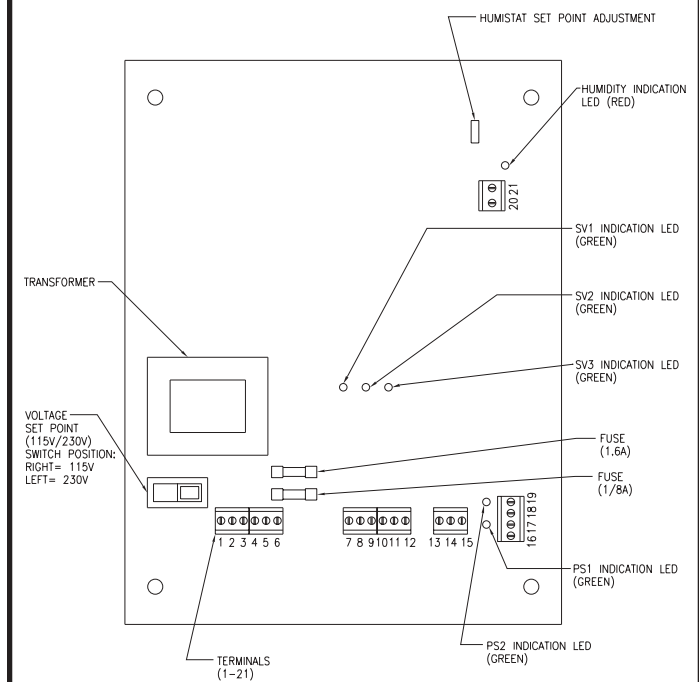 HUMISTAT SET POINT ADJUSTMENT
HUMIDITY INDICATION
LED (RED)
20 21
SV1 INDICATION LED
(GREEN)
SV2 INDICATION LED
(GREEN)
SV3 INDICATION LED
(GREEN)
TRANSFORMER
VOLTAGE
SET POINT
(115V/230V)
SWITCH POSITION:
RIGHT= 115V
LEFT= 230V
FUSE
(1.6A)
FUSE
(1/8A)
1 2 3 4 5 6
7 8 9 10 11 12
13 14 15
16 17 18 19
PS1 INDICATION LED
(GREEN)
PS2 INDICATION LED
(GREEN)
TERMINALS
(1-21)